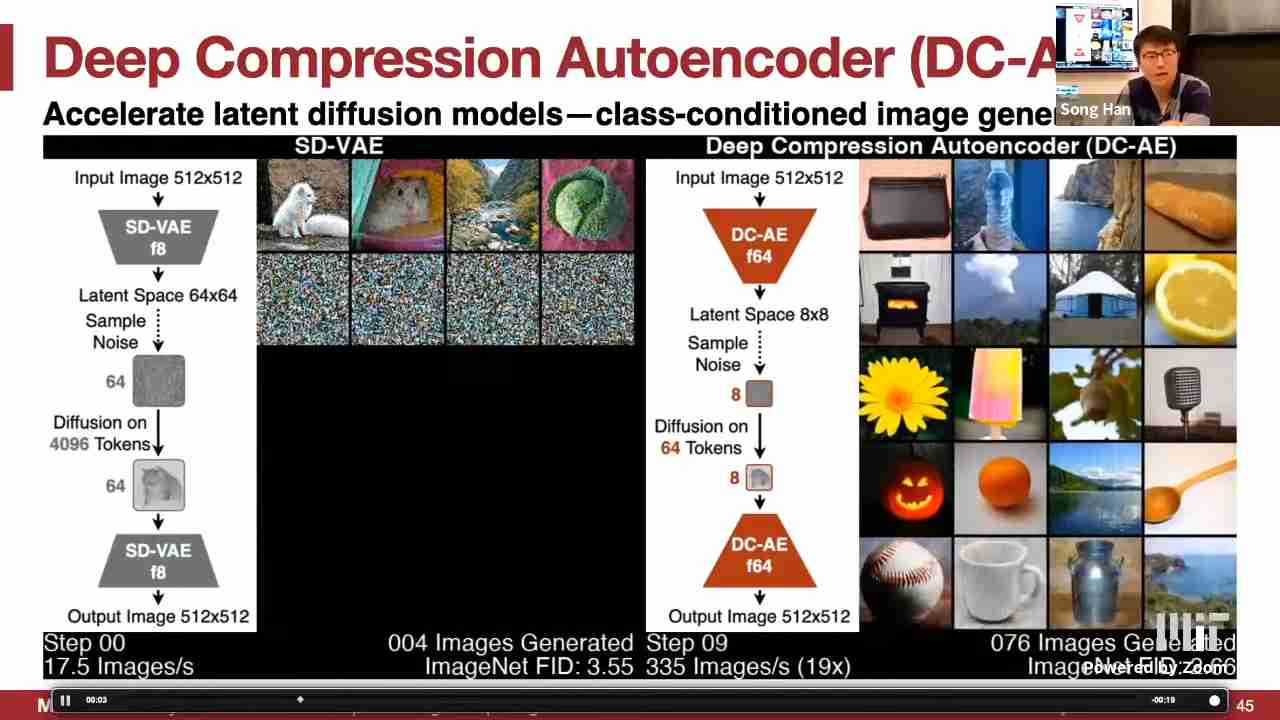 Deep Compression Autoencoder (DC-A
Accelerate latent diffusion models—class-conditioned image gene
Song Han
SD-VAE
Input Image 512x512
SD-VAE
f8
Latent Space 64x64
Sample
Noise
64
Diffusion on
4096 Tokens
64
SD-VAE
f8
Output Image 512x512
Step 00
004 Images Generated
17.5 Images/s
ImageNet FID: 3.55
Deep Compression Autoencoder (DC-AE)
Input Image 512x512
DC-AE
f64
Latent Space 8x8
Sample
Noise
8
Diffusion on
64 Tokens
8
DC-AE
f64
Output Image 512x512
Step 09
076 Images Generated
335 Images/s (19x)
FID:
MIT
Powered by Zoom
00:03
-00:19
45